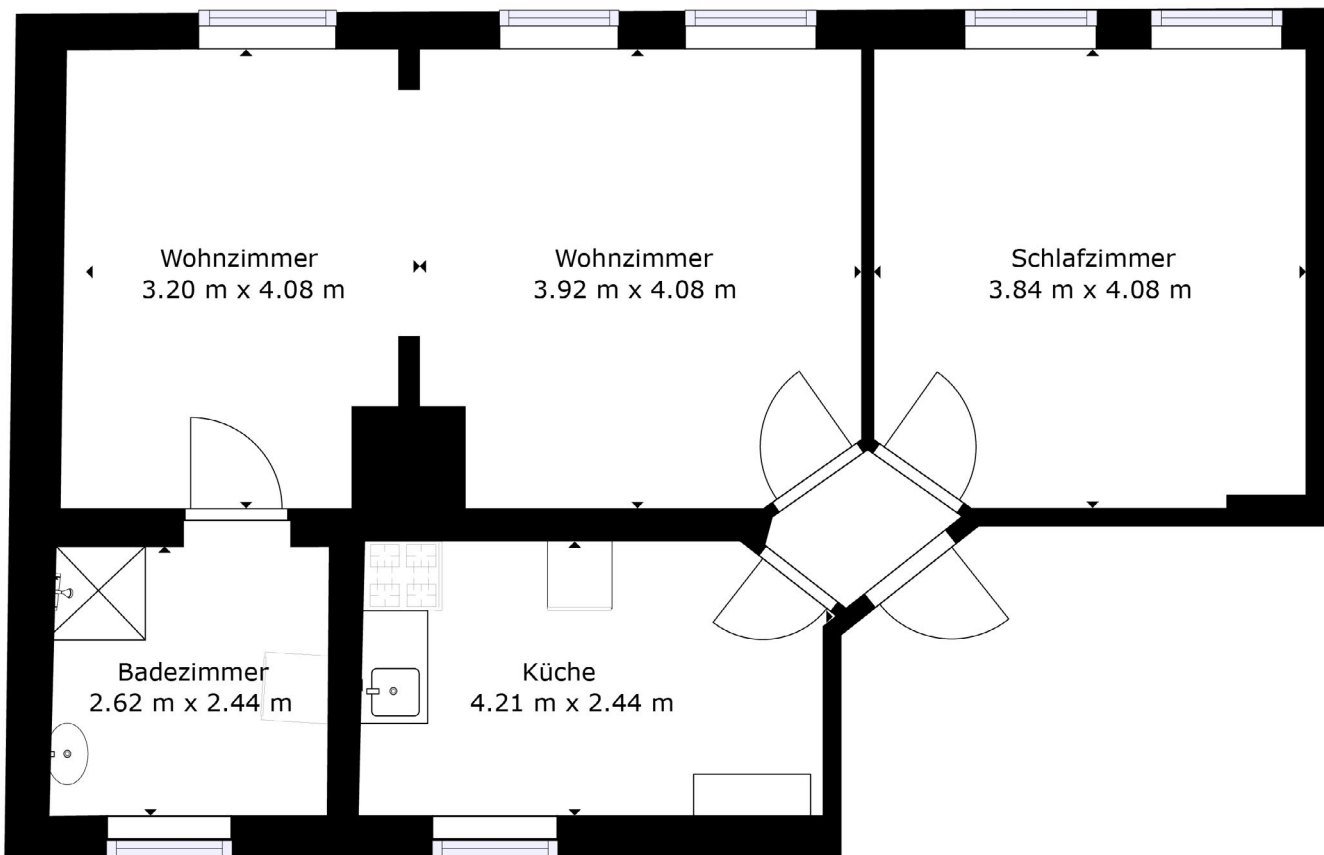 Wohnzimmer
3.20 m x 4.08 m
Wohnzimmer
3.92 m x 4.08 m
Schlafzimmer
3.84 m x 4.08 m
Badezimmer
2.62 m x 2.44 m
Küche
4.21 m x 2.44 m